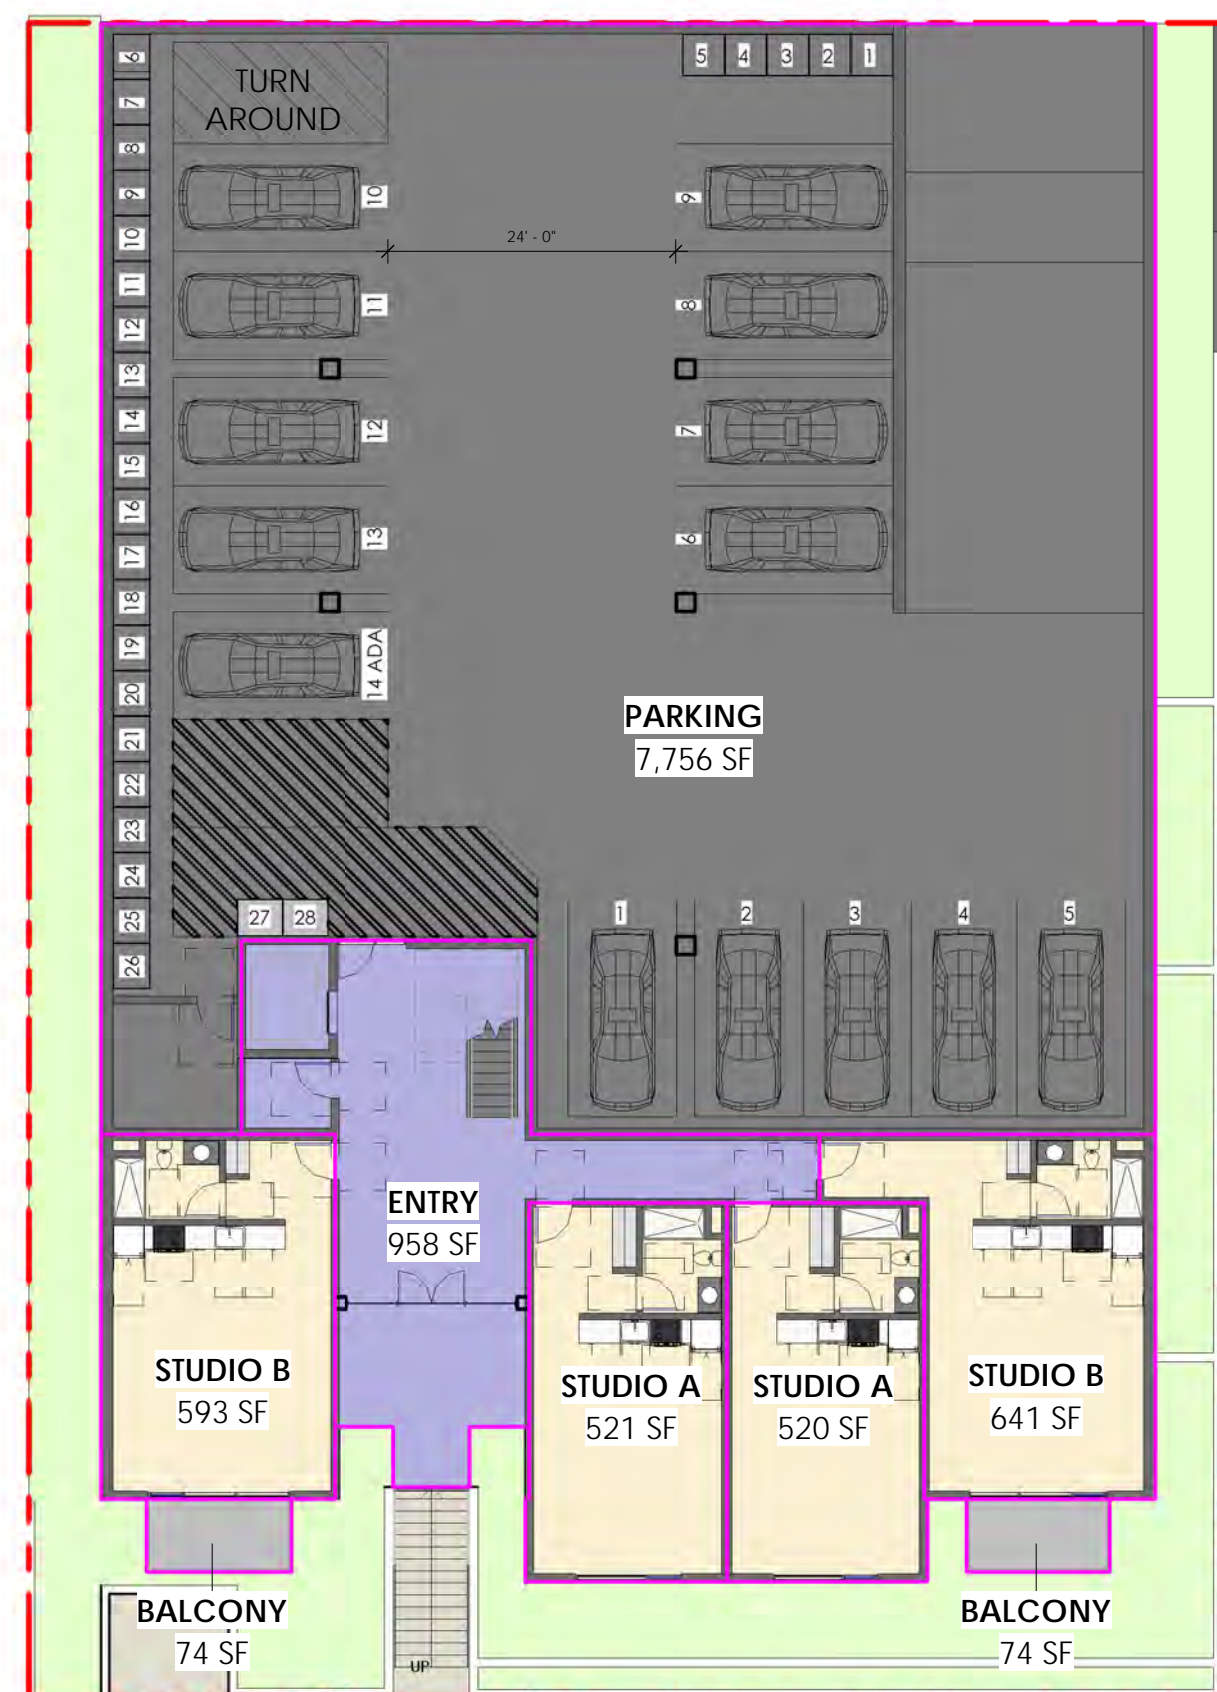 6
7
8
9
10
11
12
13
14
15
16
17
18
19
20
21
22
23
24
25
26
27
28
TURN
AROUND
5 4 3 2 1
10
11
12
13
14 ADA
9
8
7
6
24' - 0"
PARKING
7,756 SF
1 2 3 4 5
ENTRY
958 SF
STUDIO B
593 SF
STUDIO A
521 SF
STUDIO A
520 SF
STUDIO B
641 SF
BALCONY
74 SF
UP
BALCONY
74 SF